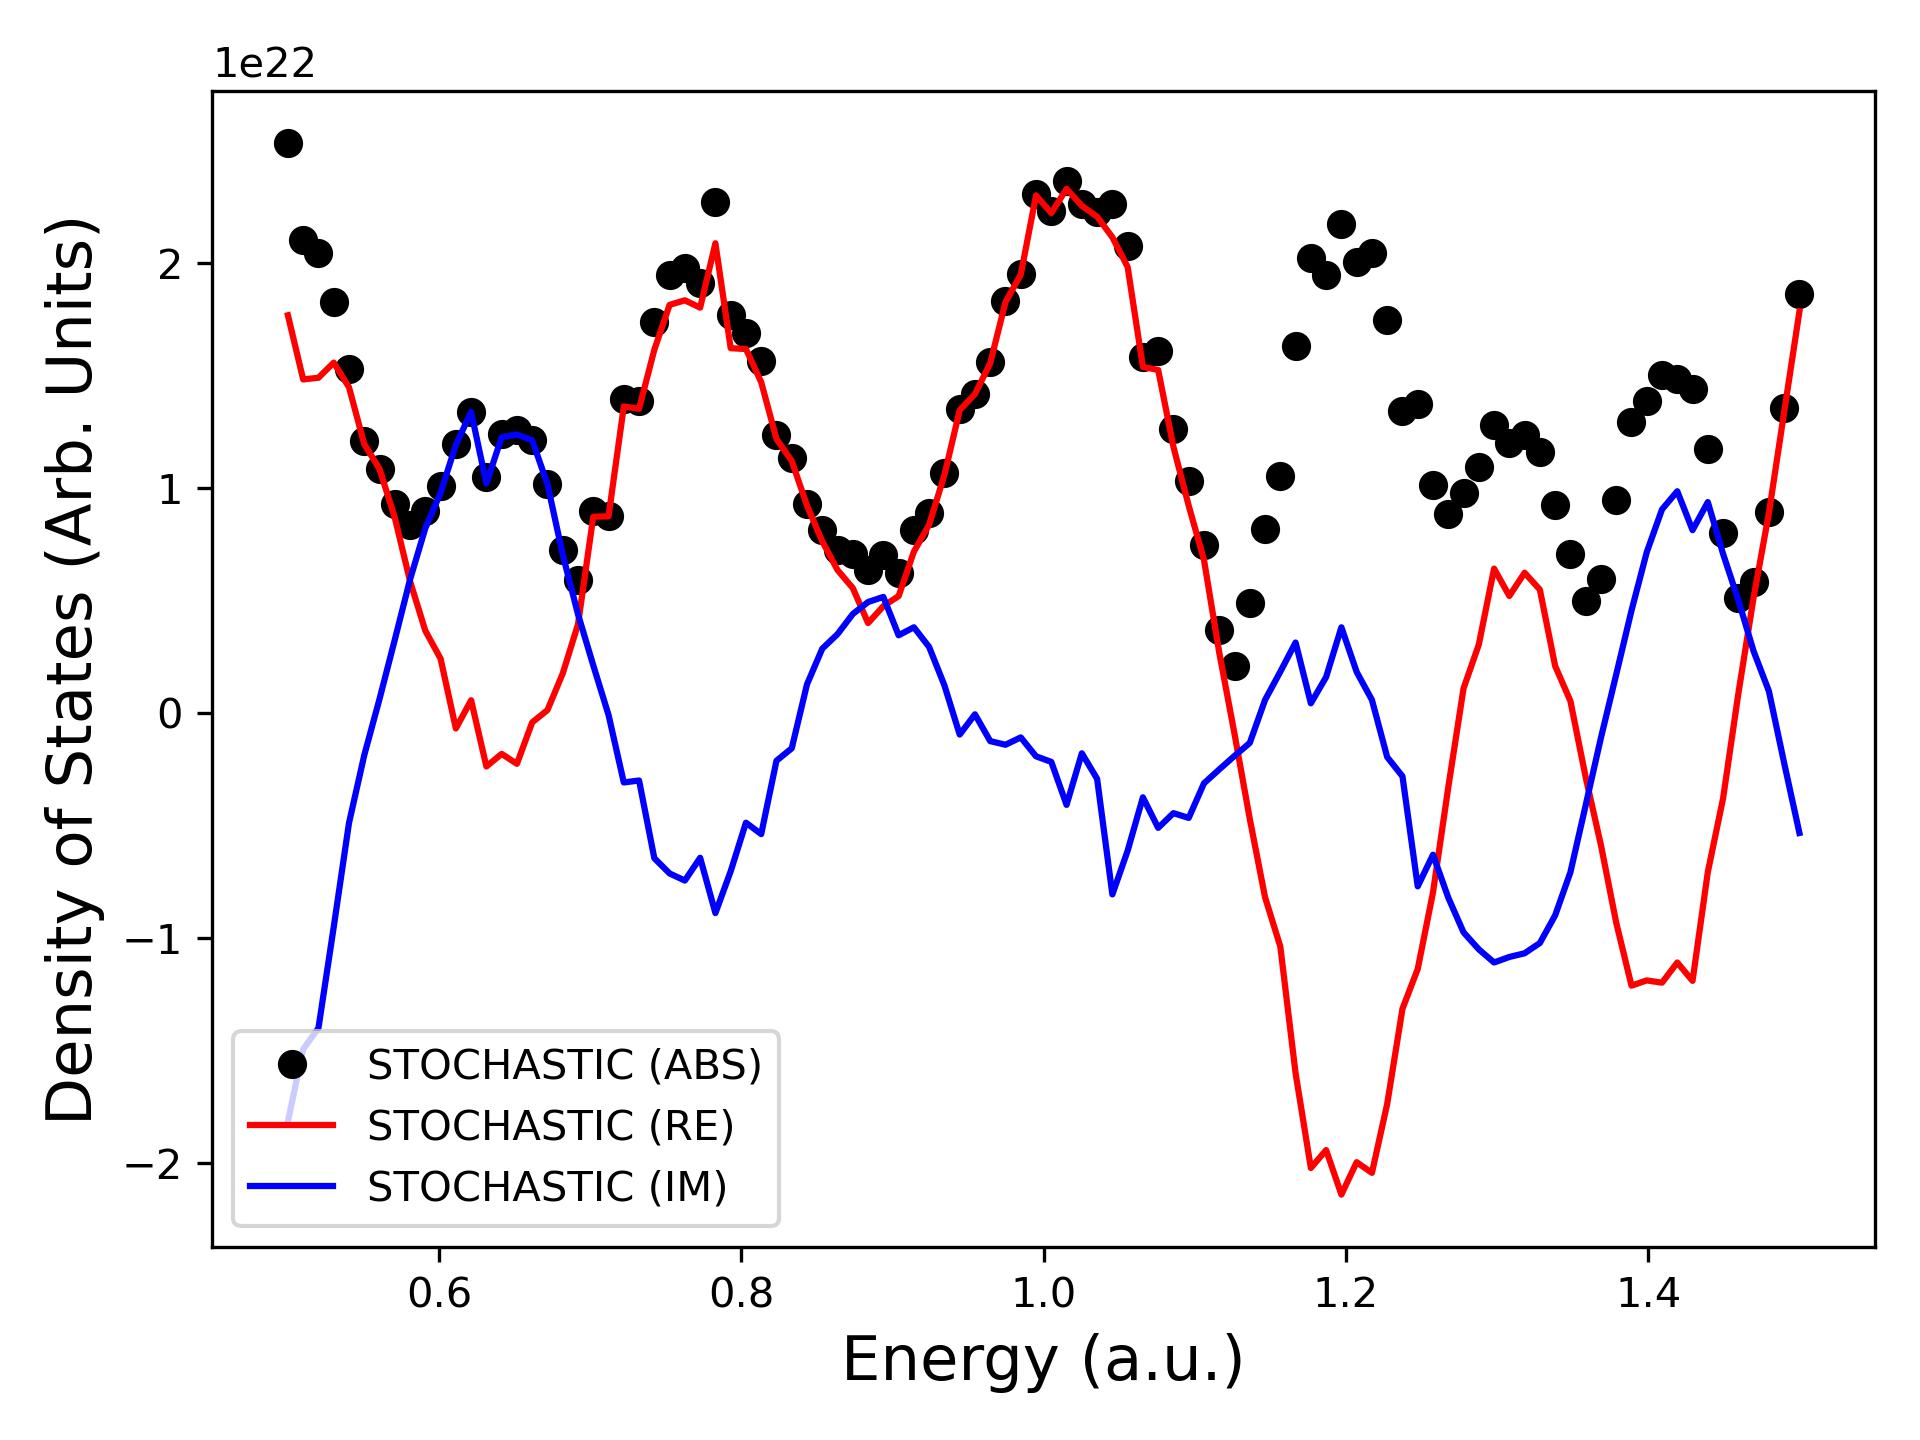 1e22
Density of States (Arb. Units)
2
1
0
−1
−2
STOCHASTIC (ABS)
STOCHASTIC (RE)
STOCHASTIC (IM)
0.6 0.8 1.0 1.2 1.4
Energy (a.u.)